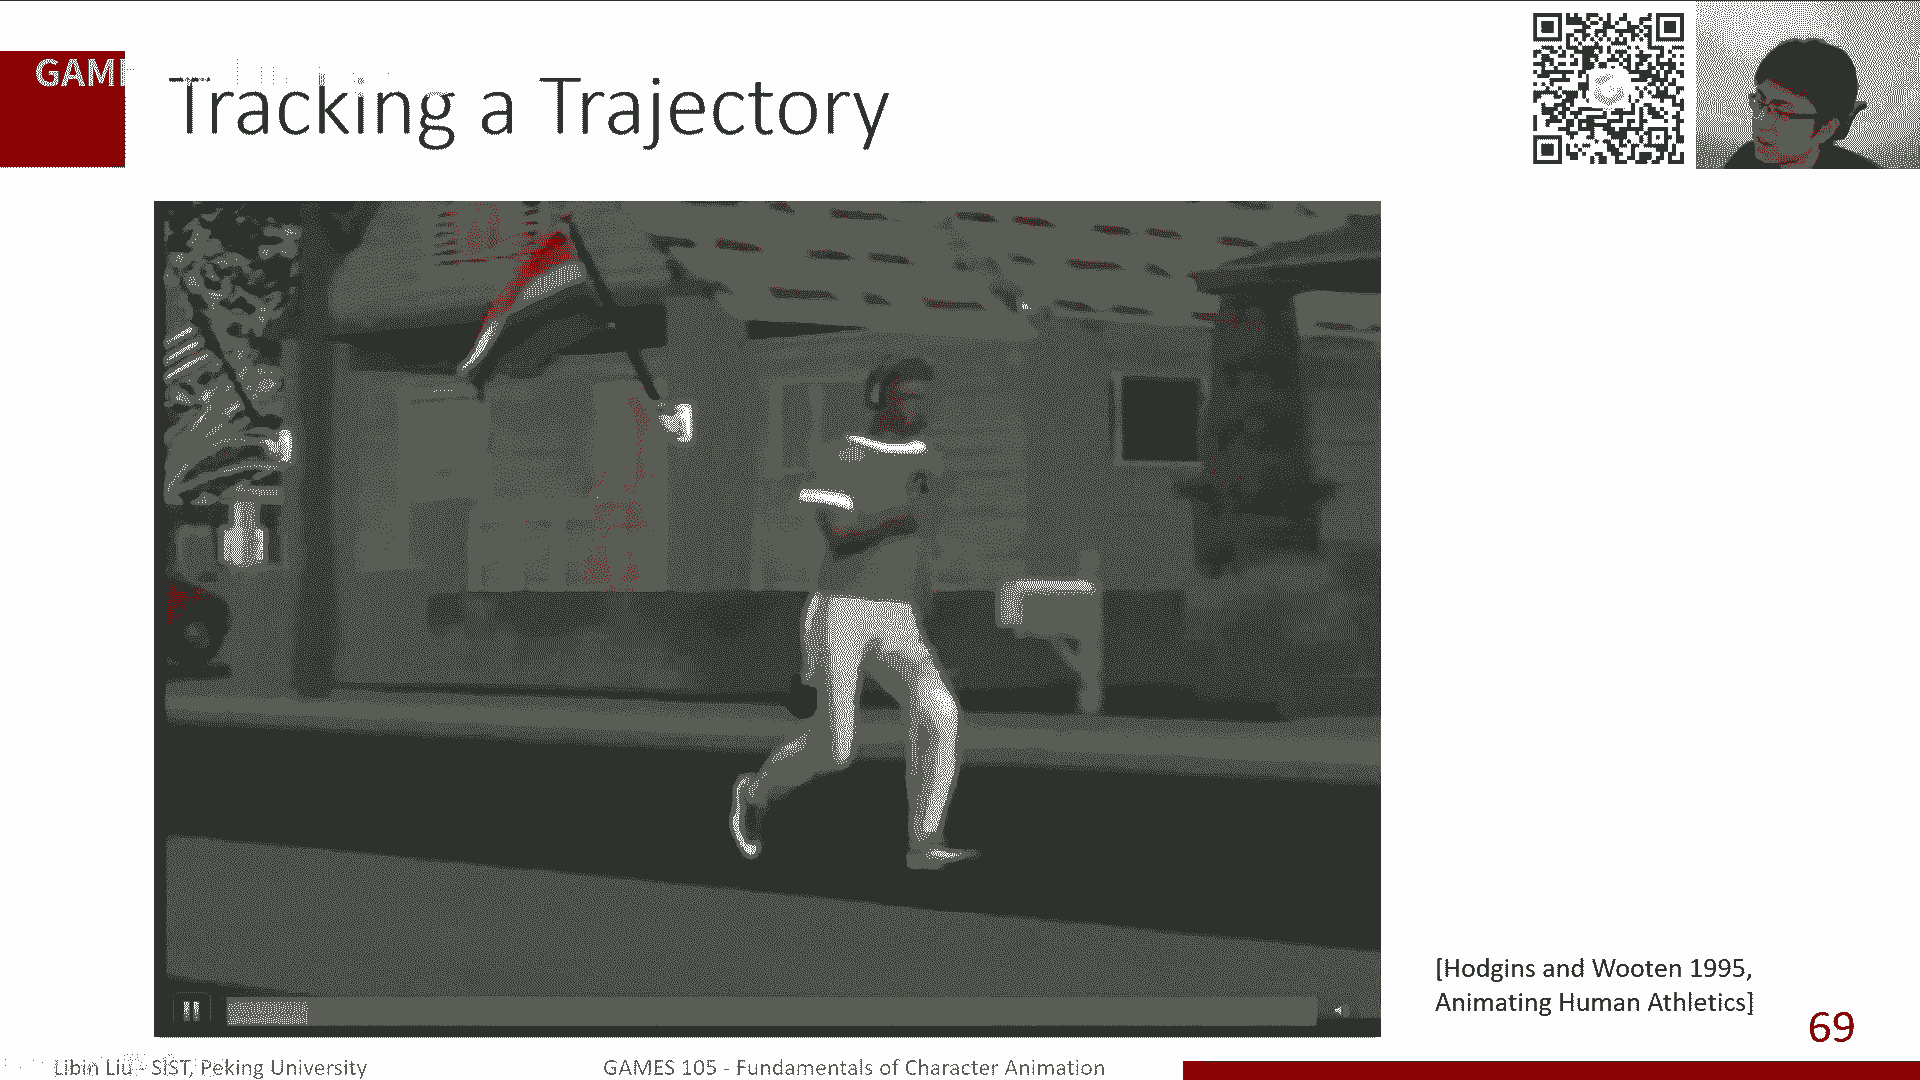 GAM
Tracking a Trajectory
[Hodgins and Wooten 1995,
Animating Human Athletics]
69
Libin Liu - SIST, Peking University
GAMES 105 - Fundamentals of Character Animation